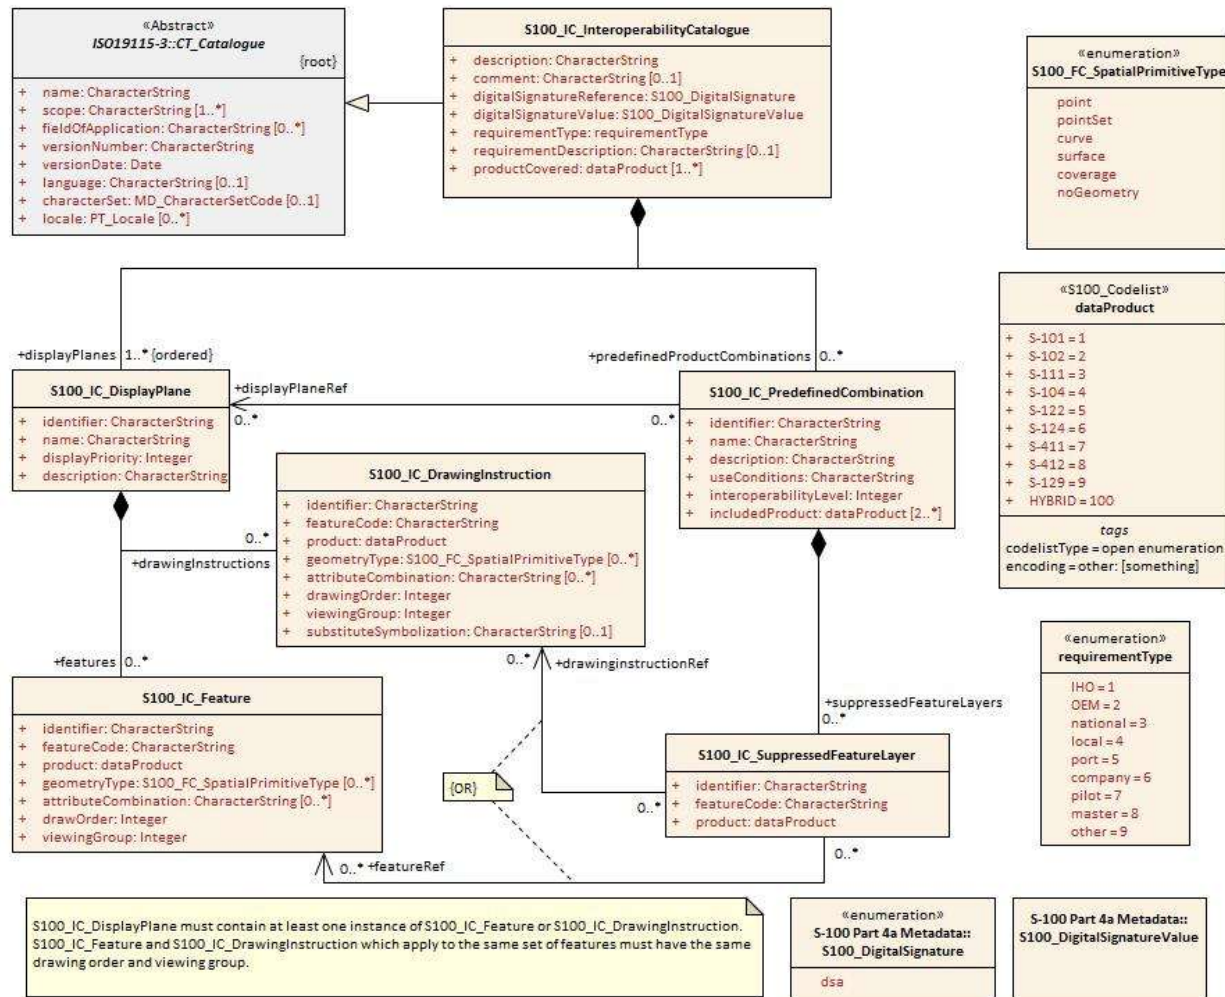 «Abstract»
ISO19115-3::CT_Catalogue
{root}
+ name: CharacterString
+ scope: CharacterString [1..*]
+ fieldOfApplication: CharacterString [0..*]
+ versionNumber: CharacterString
+ versionDate: Date
+ language: CharacterString [0..1]
+ characterSet: MD_CharacterSetCode [0..1]
+ locale: PT_Locale [0..*]
S100_IC_InteroperabilityCatalogue
+ description: CharacterString
+ comment: CharacterString [0..1]
+ digitalSignatureReference: S100_DigitalSignature
+ digitalSignatureValue: S100_DigitalSignatureValue
+ requirementType: requirementType
+ requirementDescription: CharacterString [0..1]
+ productCovered: dataProduct [1..*]
«enumeration»
S100_FC_SpatialPrimitiveType
point
pointSet
curve
surface
coverage
noGeometry
«S100_Codelist»
dataProduct
+ S-101 = 1
+ S-102 = 2
+ S-111 = 3
+ S-104 = 4
+ S-122 = 5
+ S-124 = 6
+ S-411 = 7
+ S-412 = 8
+ S-129 = 9
+ HYBRID = 100
tags
codelistType = open enumeration
encoding = other: [something]
+displayPlanes 1..* {ordered}
+predefinedProductCombinations 0..*
S100_IC_DisplayPlane
+ identifier: CharacterString
+ name: CharacterString
+ displayPriority: Integer
+ description: CharacterString
+displayPlaneRef
0..*
0..*
S100_IC_PredefinedCombination
+ identifier: CharacterString
+ name: CharacterString
+ description: CharacterString
+ useConditions: CharacterString
+ interoperabilityLevel: Integer
+ includedProduct: dataProduct [2..*]
S100_IC_DrawingInstruction
+ identifier: CharacterString
+ featureCode: CharacterString
+ product: dataProduct
+ geometryType: S100_FC_SpatialPrimitiveType [0..*]
+ attributeCombination: CharacterString [0..*]
+ drawingOrder: Integer
+ viewingGroup: Integer
+ substituteSymbolization: CharacterString [0..1]
0..*
+drawingInstructions
+features 0..*
0..* +drawinginstructionRef
+suppressedFeatureLayers
0..*
S100_IC_Feature
+ identifier: CharacterString
+ featureCode: CharacterString
+ product: dataProduct
+ geometryType: S100_FC_SpatialPrimitiveType [0..*]
+ attributeCombination: CharacterString [0..*]
+ drawOrder: Integer
+ viewingGroup: Integer
{OR}
S100_IC_SuppressedFeatureLayer
+ identifier: CharacterString
+ featureCode: CharacterString
+ product: dataProduct
0..*
0..*
0..* +featureRef
«enumeration»
requirementType
IHO = 1
OEM = 2
national = 3
local = 4
port = 5
company = 6
pilot = 7
master = 8
other = 9
S100_IC_DisplayPlane must contain at least one instance of S100_IC_Feature or S100_IC_DrawingInstruction.
S100_IC_Feature and S100_IC_DrawingInstruction which apply to the same set of features must have the same
drawing order and viewing group.
«enumeration»
S-100 Part 4a Metadata::
S100_DigitalSignature
dsa
S-100 Part 4a Metadata::
S100_DigitalSignatureValue